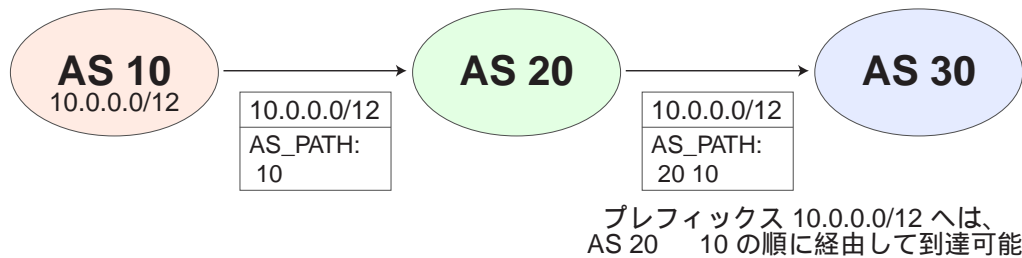 AS 10
10.0.0.0/12
AS 20
AS 30
10.0.0.0/12
AS_PATH:
10
10.0.0.0/12
AS_PATH:
20 10
プレフィックス 10.0.0.0/12 へは、
AS 20 10 の順に経由して到達可能